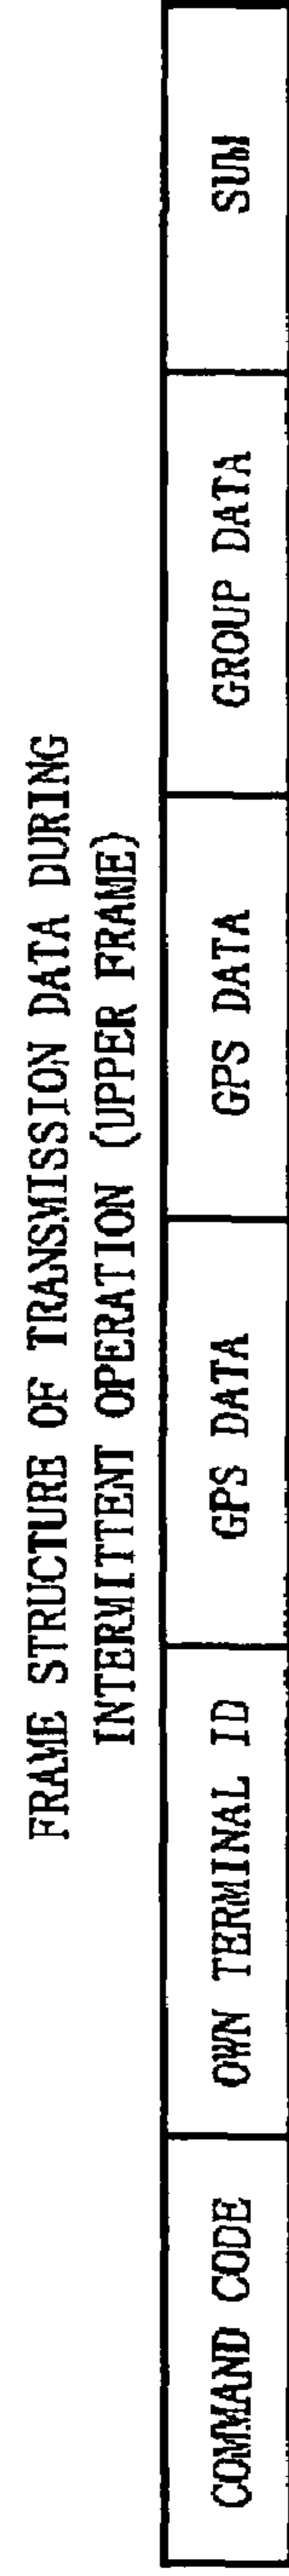 FRAME STRUCTURE OF TRANSMISSION DATA DURING
INTERMITTENT OPERATION (UPPER FRAME)
COMMAND CODE
OWN TERMINAL ID
GPS DATA
GPS DATA
GROUP DATA
SUM